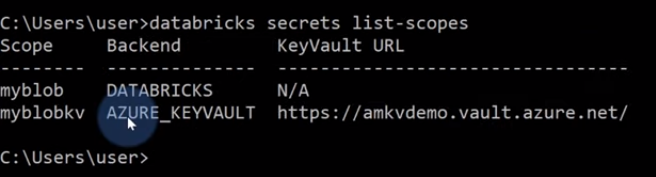 C:\Users\user>databricks secrets list-scopes
Scope     Backend         KeyVault URL
--------  --------------  --------------------------------
myblob    DATABRICKS      N/A
myblobkv  AZURE_KEYVAULT  https://amkvdemo.vault.azure.net/
C:\Users\user>